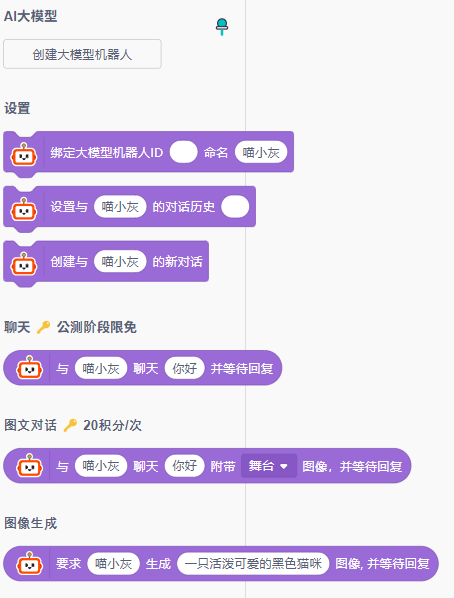 AI大模型
创建大模型机器人
设置
绑定大模型机器人ID 命名 喵小灰
设置与 喵小灰 的对话历史
创建与 喵小灰 的新对话
聊天 公测阶段限免
与 喵小灰 聊天 你好 并等待回复
图文对话 20积分/次
与 喵小灰 聊天 你好 附带 舞台 图像，并等待回复
图像生成
要求 喵小灰 生成 一只活泼可爱的黑色猫咪 图像, 并等待回复